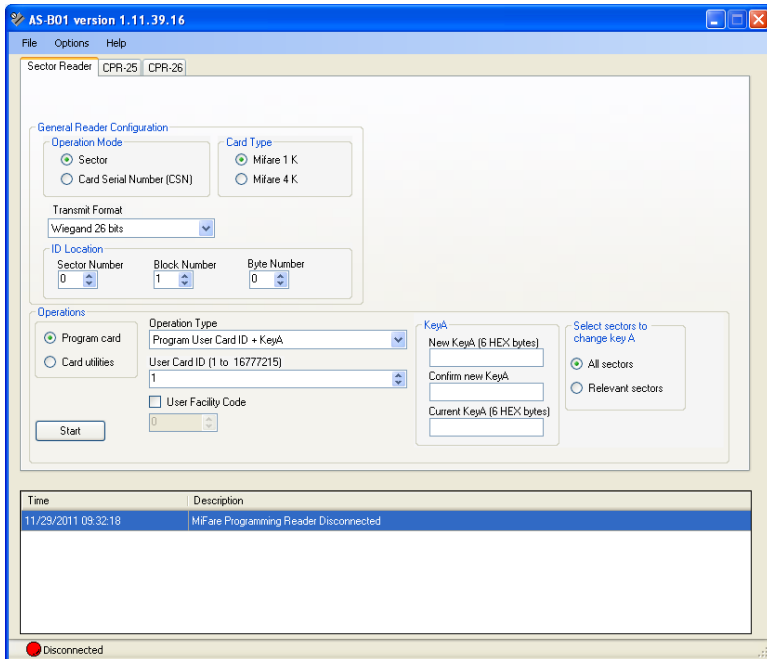 AS-B01 version 1.11.39.16
File Options Help
Sector Reader CPR-25 CPR-26
General Reader Configuration
Operation Mode
Sector
Card Serial Number (CSN)
Card Type
Mifare 1 K
Mifare 4 K
Transmit Format
Wiegand 26 bits
ID Location
Sector Number Block Number Byte Number
0 1 0
Operations
Program card
Card utilities
Start
Operation Type
Program User Card ID + KeyA
User Card ID (1 to 16777215)
1
User Facility Code
0
KeyA
New KeyA (6 HEX bytes)
Confirm new KeyA
Current KeyA (6 HEX bytes)
Select sectors to
change key A
All sectors
Relevant sectors
Time Description
11/29/2011 09:32:18 MiFare Programming Reader Disconnected
Disconnected